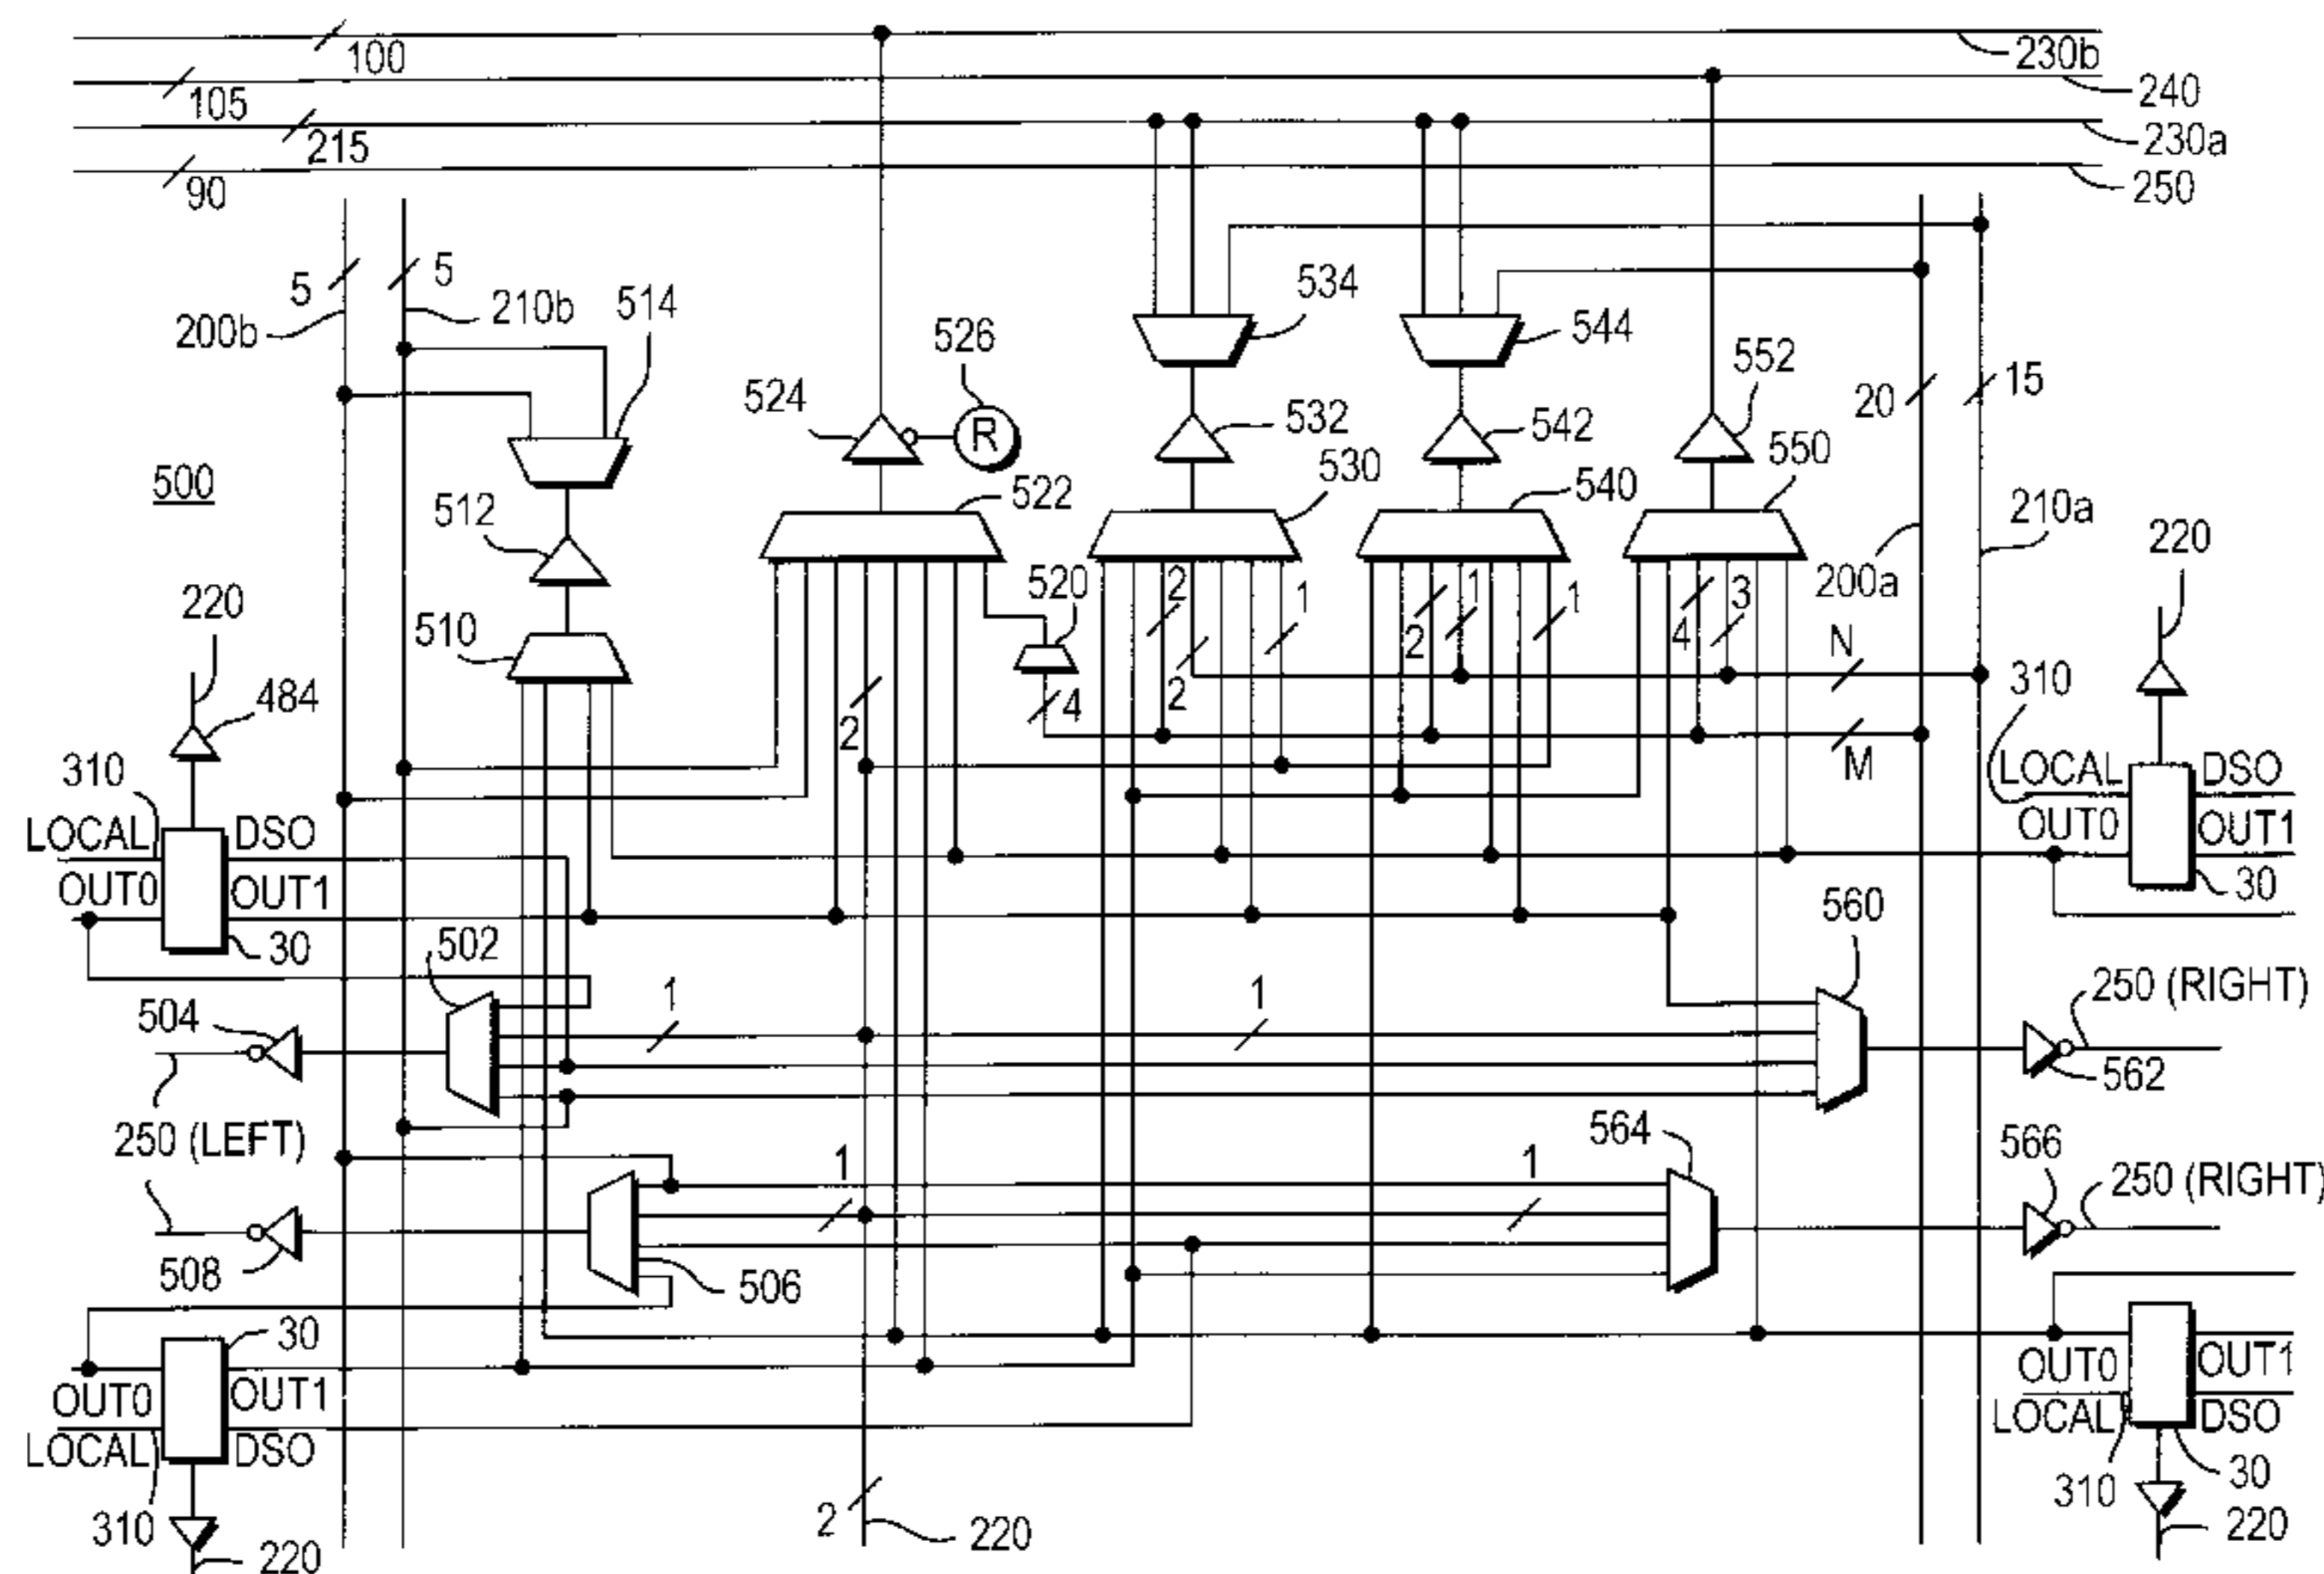 100
230b
105
240
215
230a
90
250
5
5
200b
210b
514
534
544
526
524
R
552
20
15
532
542
550
500
522
530
540
512
210a
220
2
520
1
1
1
3
200a
220
510
2
4
N
484
2
4
2
310
M
310
LOCAL
DSO
LOCAL
DSO
OUT0
OUT1
OUT0
OUT1
30
560
30
502
1
1
250 (RIGHT)
504
562
250 (LEFT)
1
564
1
566
250 (RIGHT)
508
506
30
OUT0
OUT1
OUT0
OUT1
LOCAL
DSO
LOCAL
DSO
310
30
310
2
220
220
220